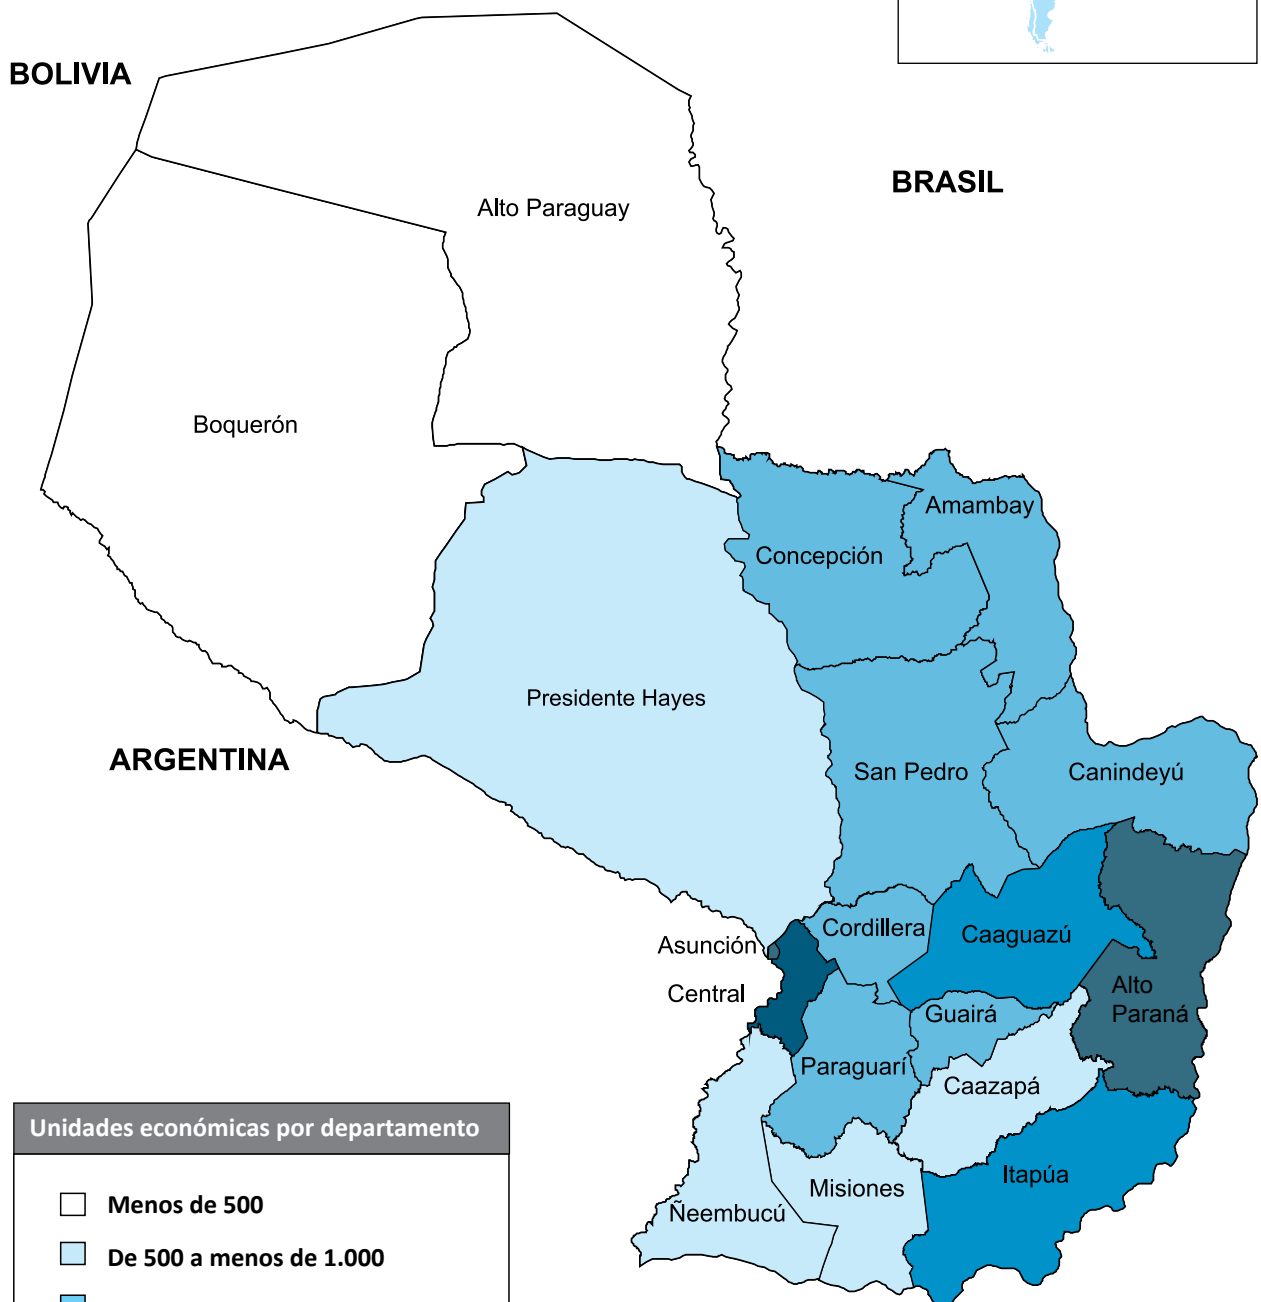 BOLIVIA
BRASIL
Alto Paraguay
Boquerón
Amambay
Concepción
Presidente Hayes
ARGENTINA
San Pedro
Canindeyú
Cordillera
Caaguazú
Asunción
Central
Alto
Paraná
Guairá
Paraguarí
Caazapá
Itapúa
Misiones
Ñeembucú
Unidades económicas por departamento
Menos de 500
De 500 a menos de 1.000